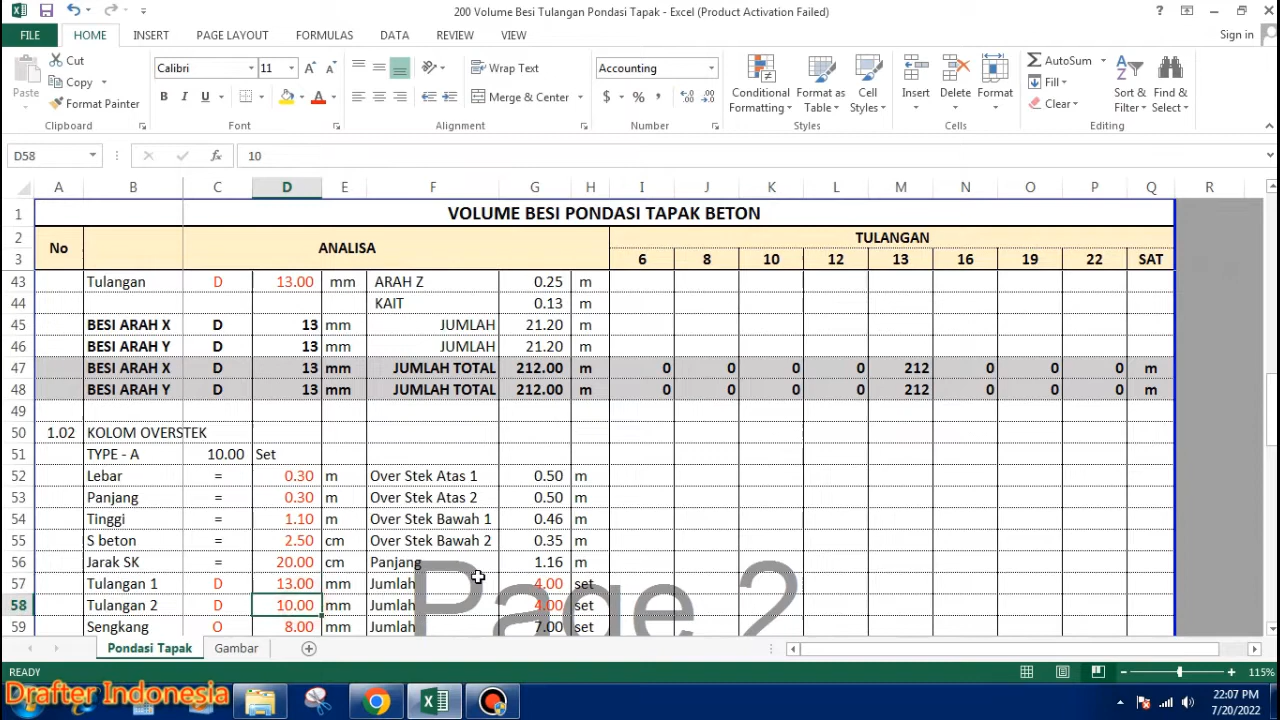 200 Volume Besi Tulangan Pondasi Tapak - Excel (Product Activation Failed)
FILE HOME INSERT PAGE LAYOUT FORMULAS DATA REVIEW VIEW Sign in
Paste Cut Copy Format Painter Clipboard
Calibri 11 B I U A Font
Wrap Text Merge & Center Alignment
Accounting $ % , Number
Conditional Formatting Format as Table Cell Styles Styles
Insert Delete Format Cells
AutoSum Fill Clear Sort & Filter Find & Select Editing
D58 fx 10
A B C D E F G H I J K L M N O P Q R
1 VOLUME BESI PONDASI TAPAK BETON
2 No ANALISA TULANGAN
3 6 8 10 12 13 16 19 22 SAT
43 Tulangan D 13.00 mm ARAH Z 0.25 m
44 KAIT 0.13 m
45 BESI ARAH X D 13 mm JUMLAH 21.20 m
46 BESI ARAH Y D 13 mm JUMLAH 21.20 m
47 BESI ARAH X D 13 mm JUMLAH TOTAL 212.00 m 0 0 0 0 212 0 0 0 m
48 BESI ARAH Y D 13 mm JUMLAH TOTAL 212.00 m 0 0 0 0 212 0 0 0 m
49
50 1.02 KOLOM OVERSTEK
51 TYPE - A 10.00 Set
52 Lebar = 0.30 m Over Stek Atas 1 0.50 m
53 Panjang = 0.30 m Over Stek Atas 2 0.50 m
54 Tinggi = 1.10 m Over Stek Bawah 1 0.46 m
55 S beton = 2.50 cm Over Stek Bawah 2 0.35 m
56 Jarak SK = 20.00 cm Panjang 1.16 m
57 Tulangan 1 D 13.00 mm Jumlah 4.00 set
58 Tulangan 2 D 10.00 mm Jumlah 4.00 set
59 Sengkang O 8.00 mm Jumlah 7.00 set
Page 2
Pondasi Tapak Gambar
READY 115%
Drafter Indonesia
22:07 PM
7/20/2022